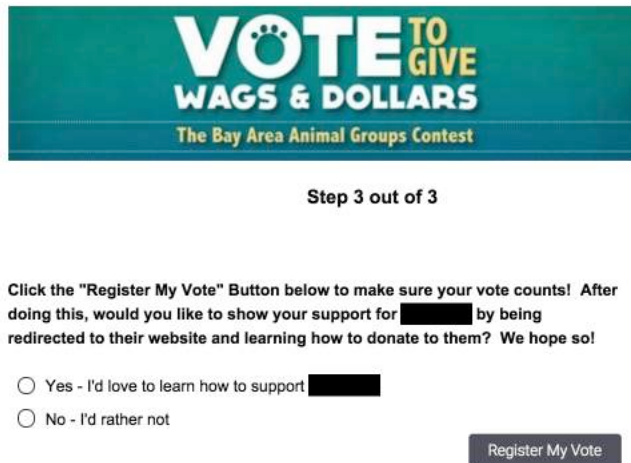 VOTE TO GIVE
WAGS & DOLLARS
The Bay Area Animal Groups Contest
Step 3 out of 3
Click the "Register My Vote" Button below to make sure your vote counts! After
doing this, would you like to show your support for by being
redirected to their website and learning how to donate to them? We hope so!
Yes - I'd love to learn how to support
No - I'd rather not
Register My Vote